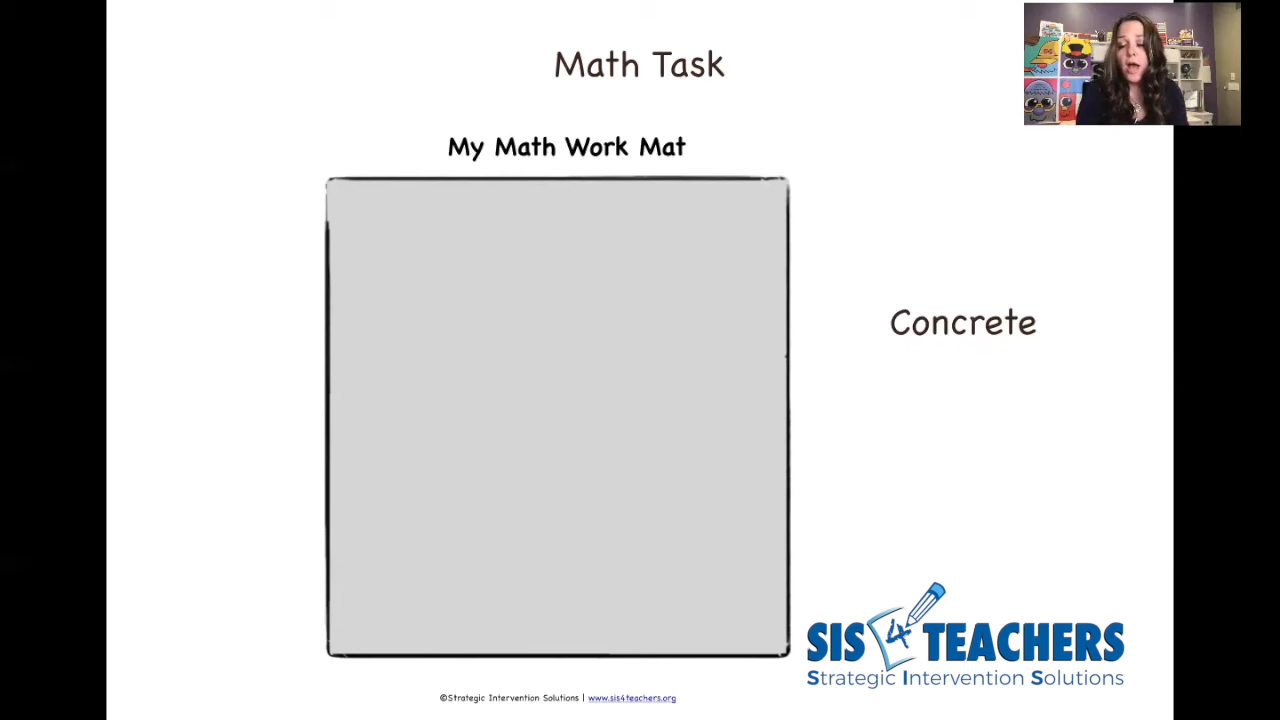 Math Task
My Math Work Mat
Concrete
SIS 4 TEACHERS
Strategic Intervention Solutions
©Strategic Intervention Solutions | www.sis4teachers.org